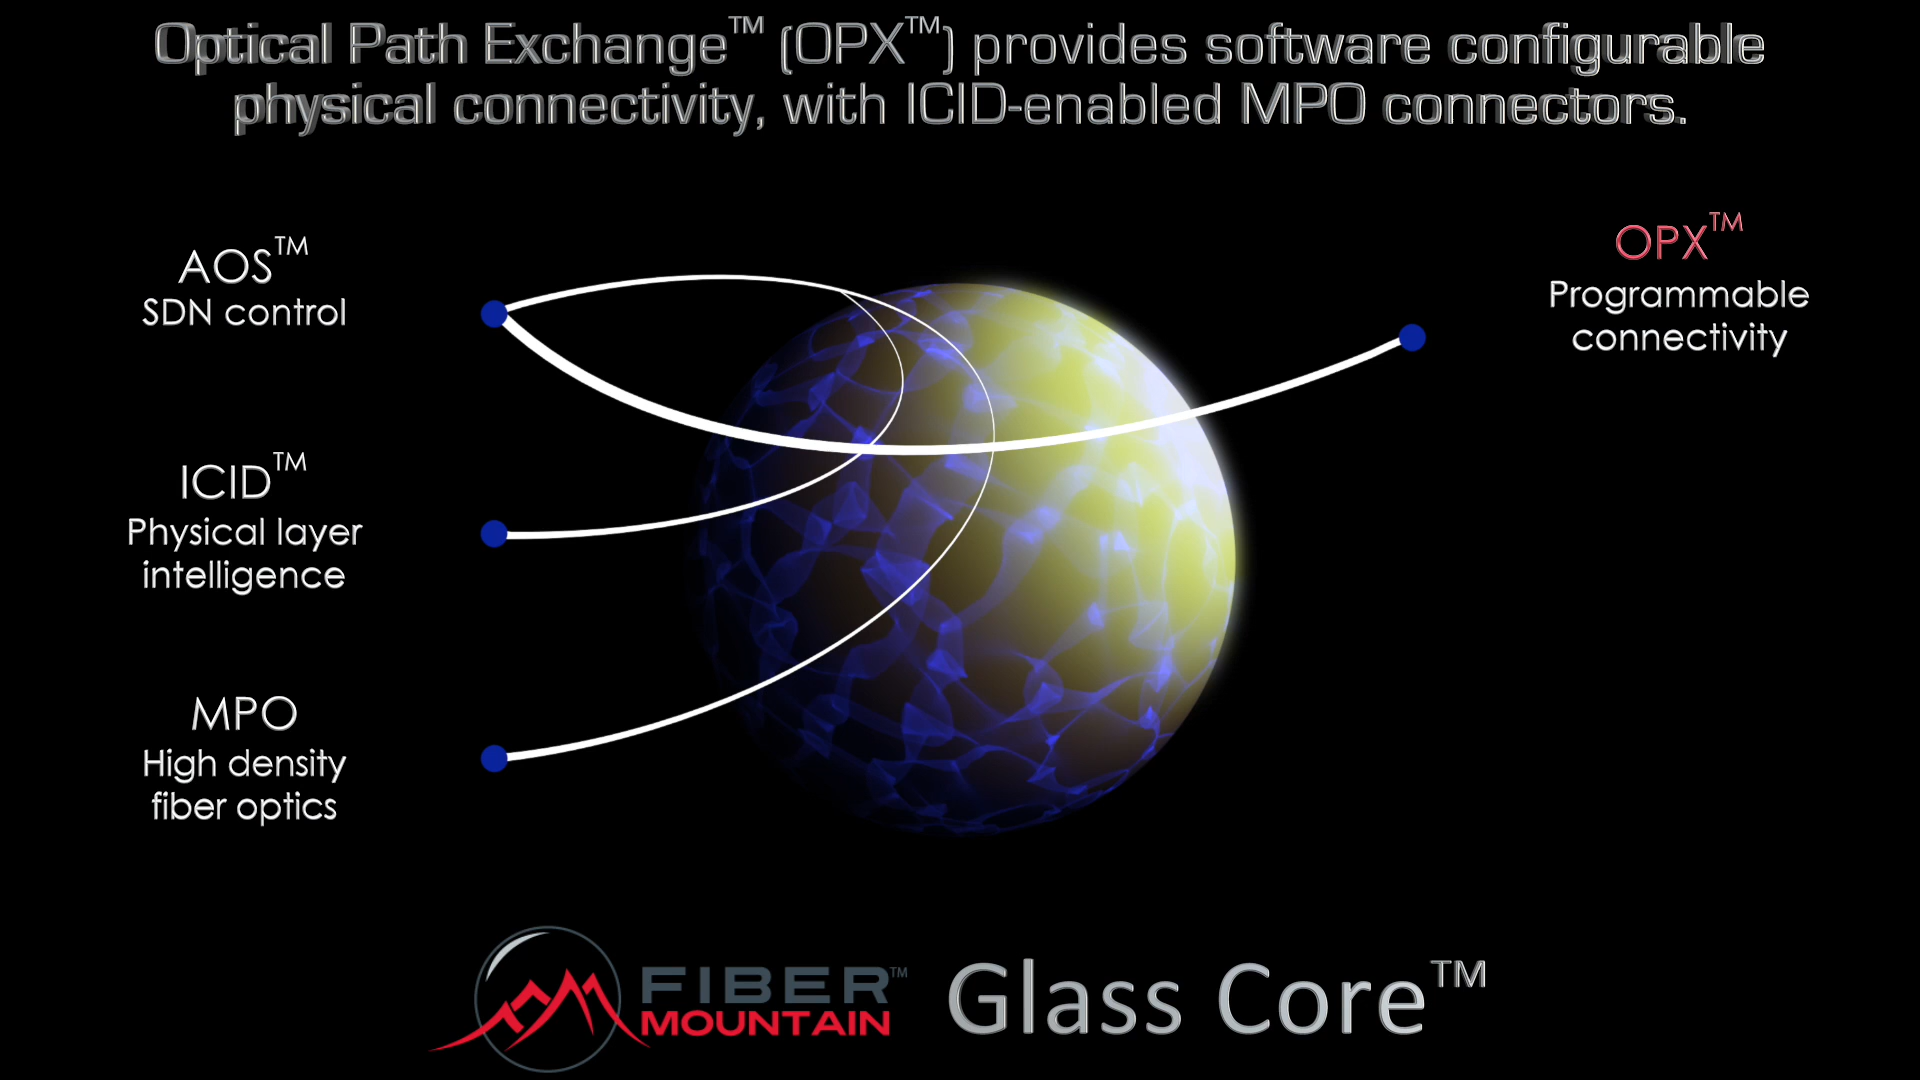 Optical Path Exchange™ (OPX™) provides software configurable
physical connectivity, with ICID-enabled MPO connectors.
AOS™
SDN control
OPX™
Programmable
connectivity
ICID™
Physical layer
intelligence
MPO
High density
fiber optics
FIBER™
MOUNTAIN
Glass Core™